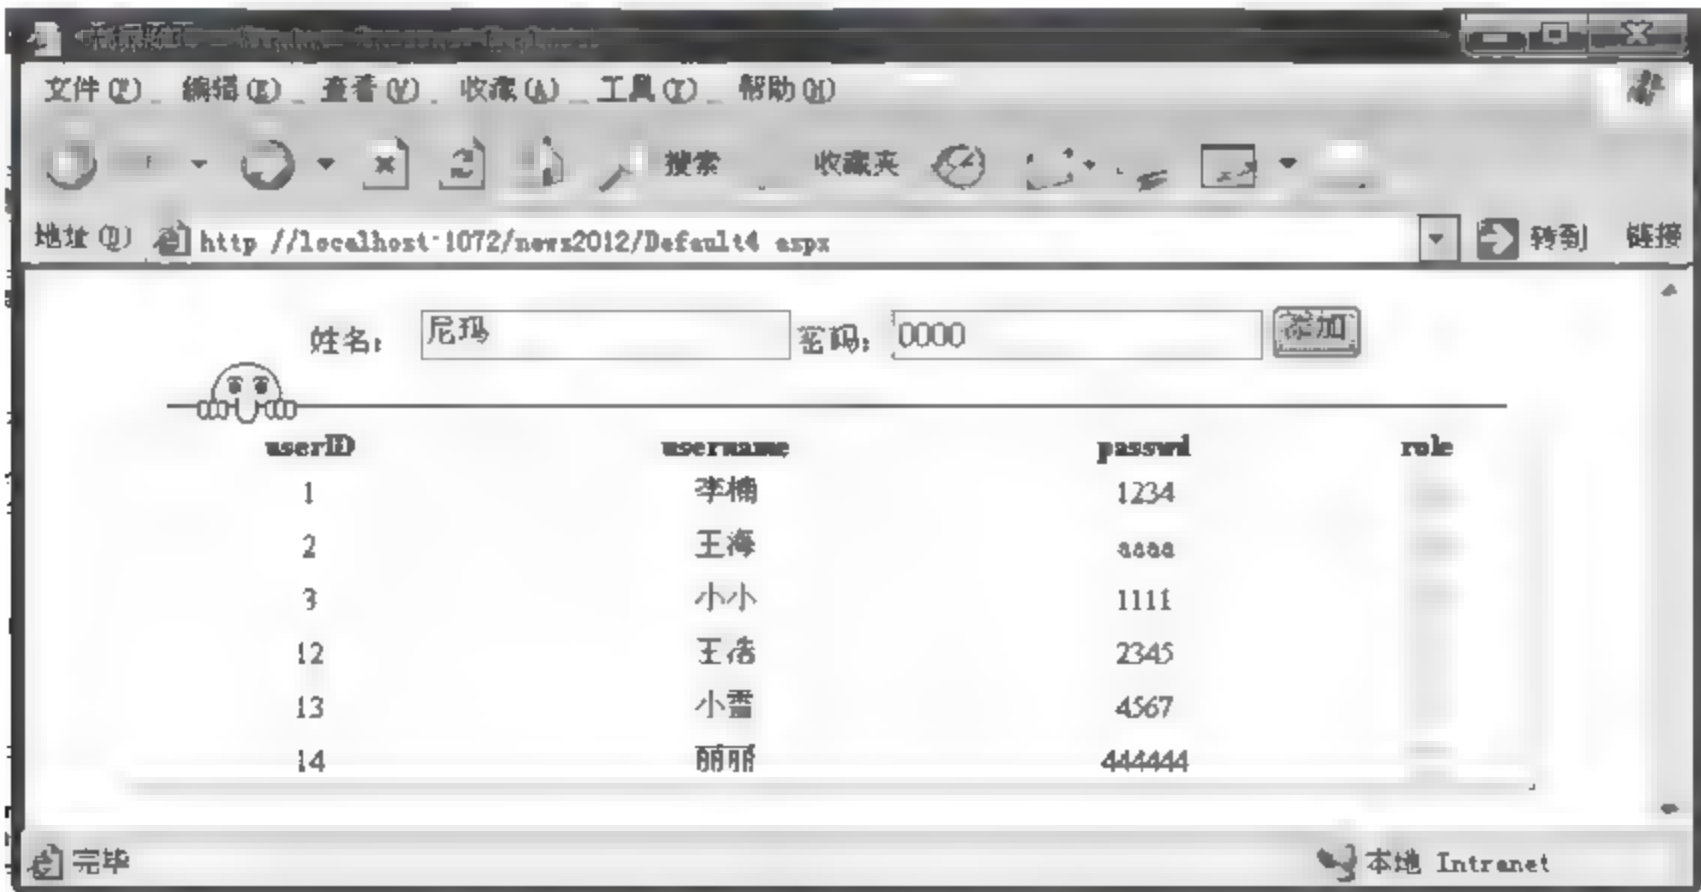 文件(F) 编辑(E) 查看(V) 收藏(A) 工具(T) 帮助(H)
搜索 收藏夹
地址(D) http //localhost:1072/news2012/Default4 aspx 转到 链接
姓名: 尼玛 密码: 0000 添加
userID username passwd role
1 李楠 1234
2 王海 aaaa
3 小小 1111
12 王浩 2345
13 小雷 4567
14 丽丽 444444
完毕 本地 Intranet